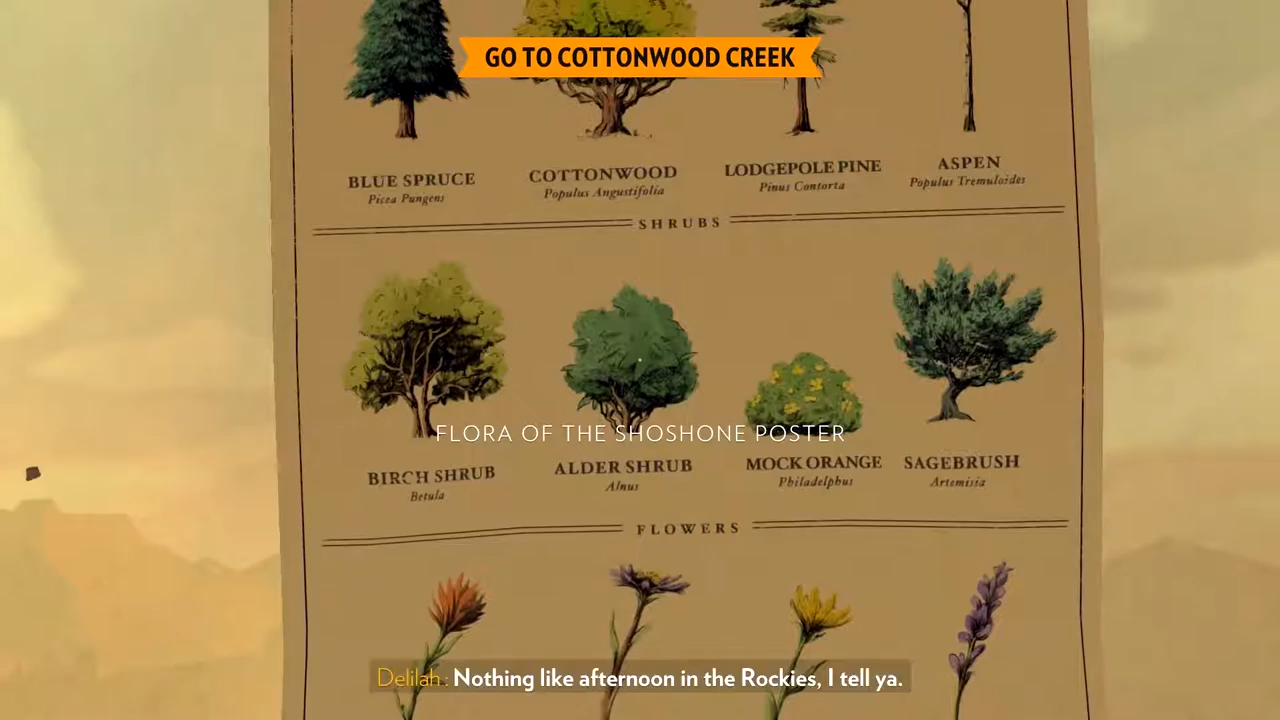 GO TO COTTONWOOD CREEK
BLUE SPRUCE
Picea Pungens
COTTONWOOD
Populus Angustifolia
LODGEPOLE PINE
Pinus Contorta
ASPEN
Populus Tremuloides
SHRUBS
FLORA OF THE SHOSHONE POSTER
BIRCH SHRUB
Betula
ALDER SHRUB
Alnus
MOCK ORANGE
Philadelphus
SAGEBRUSH
Artemisia
FLOWERS
Delilah: Nothing like afternoon in the Rockies, I tell ya.